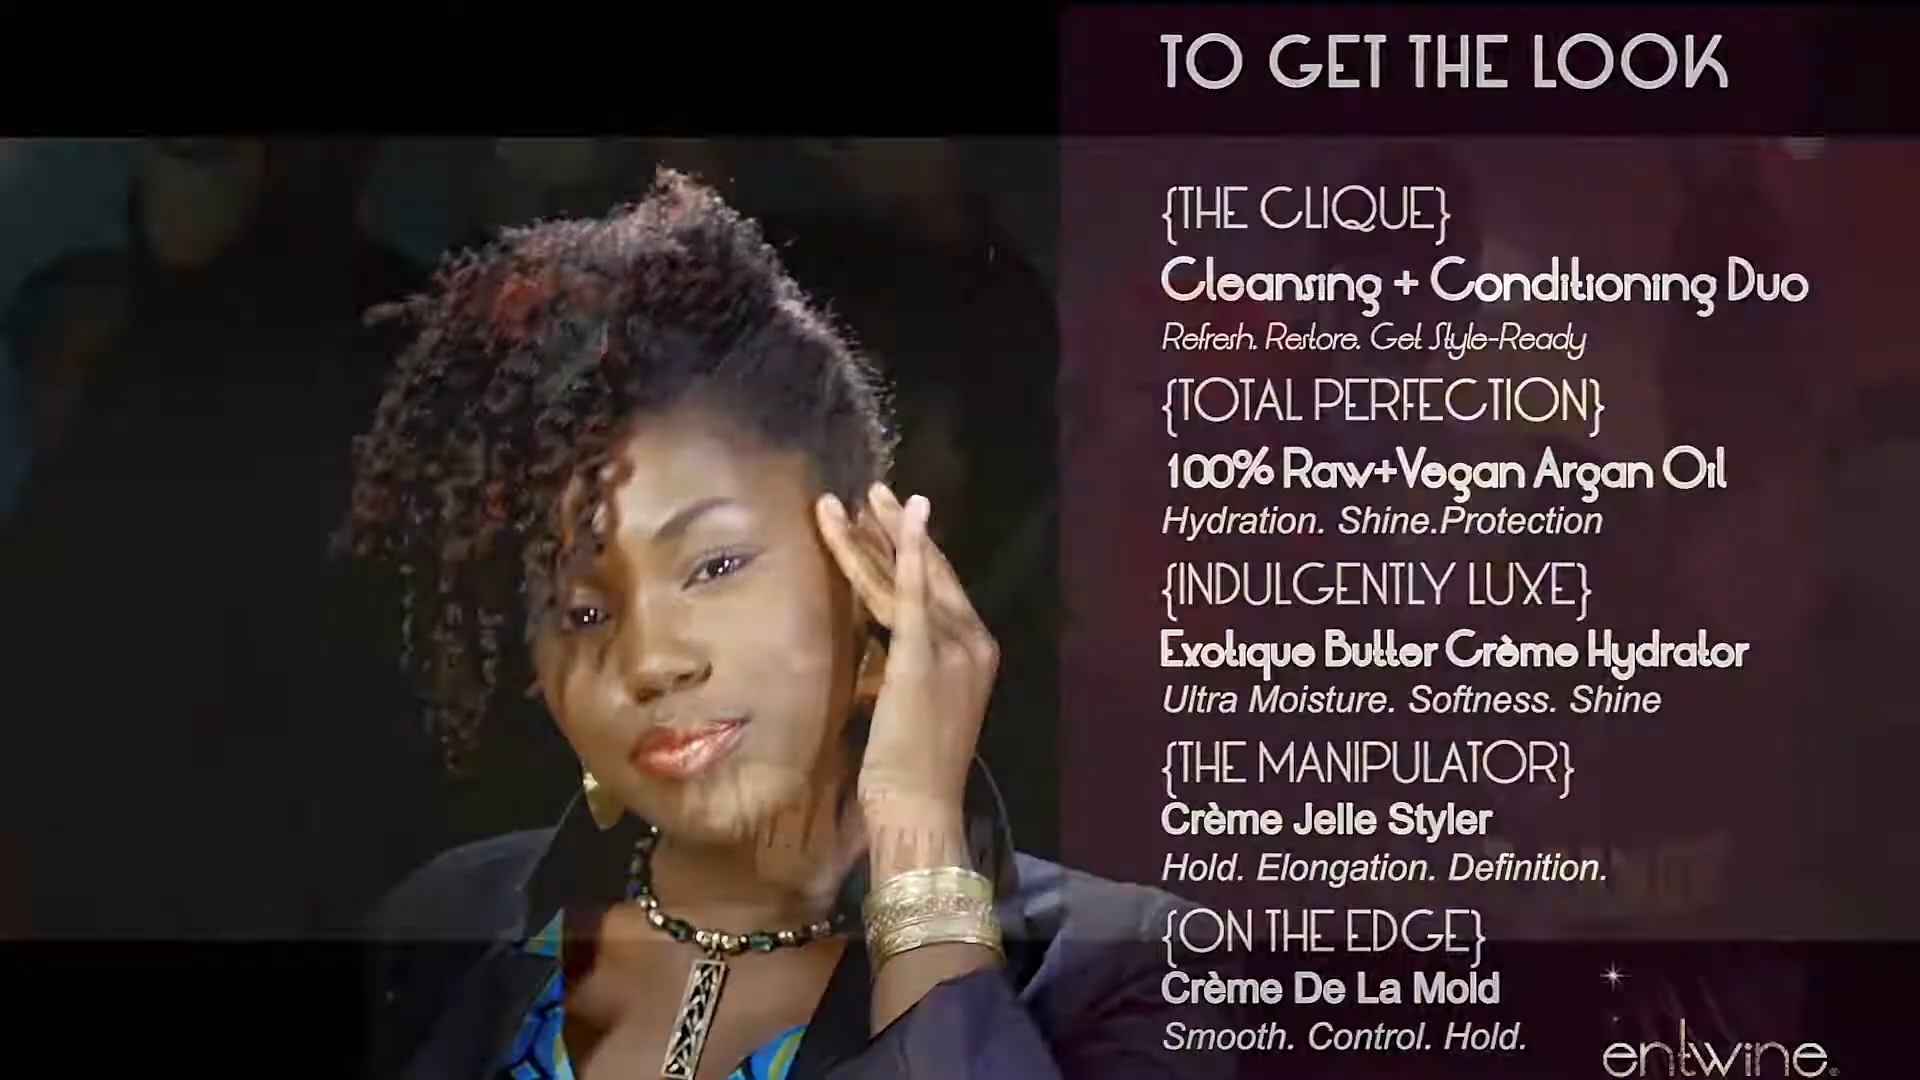 TO GET THE LOOK
{THE CLIQUE}
Cleansing + Conditioning Duo
Refresh. Restore. Get Style-Ready
{TOTAL PERFECTION}
100% Raw+Vegan Argan Oil
Hydration. Shine.Protection
{INDULGENTLY LUXE}
Exotique Butter Crème Hydrator
Ultra Moisture. Softness. Shine
{THE MANIPULATOR}
Crème Jelle Styler
Hold. Elongation. Definition.
{ON THE EDGE}
Crème De La Mold
Smooth. Control. Hold.
entwine®